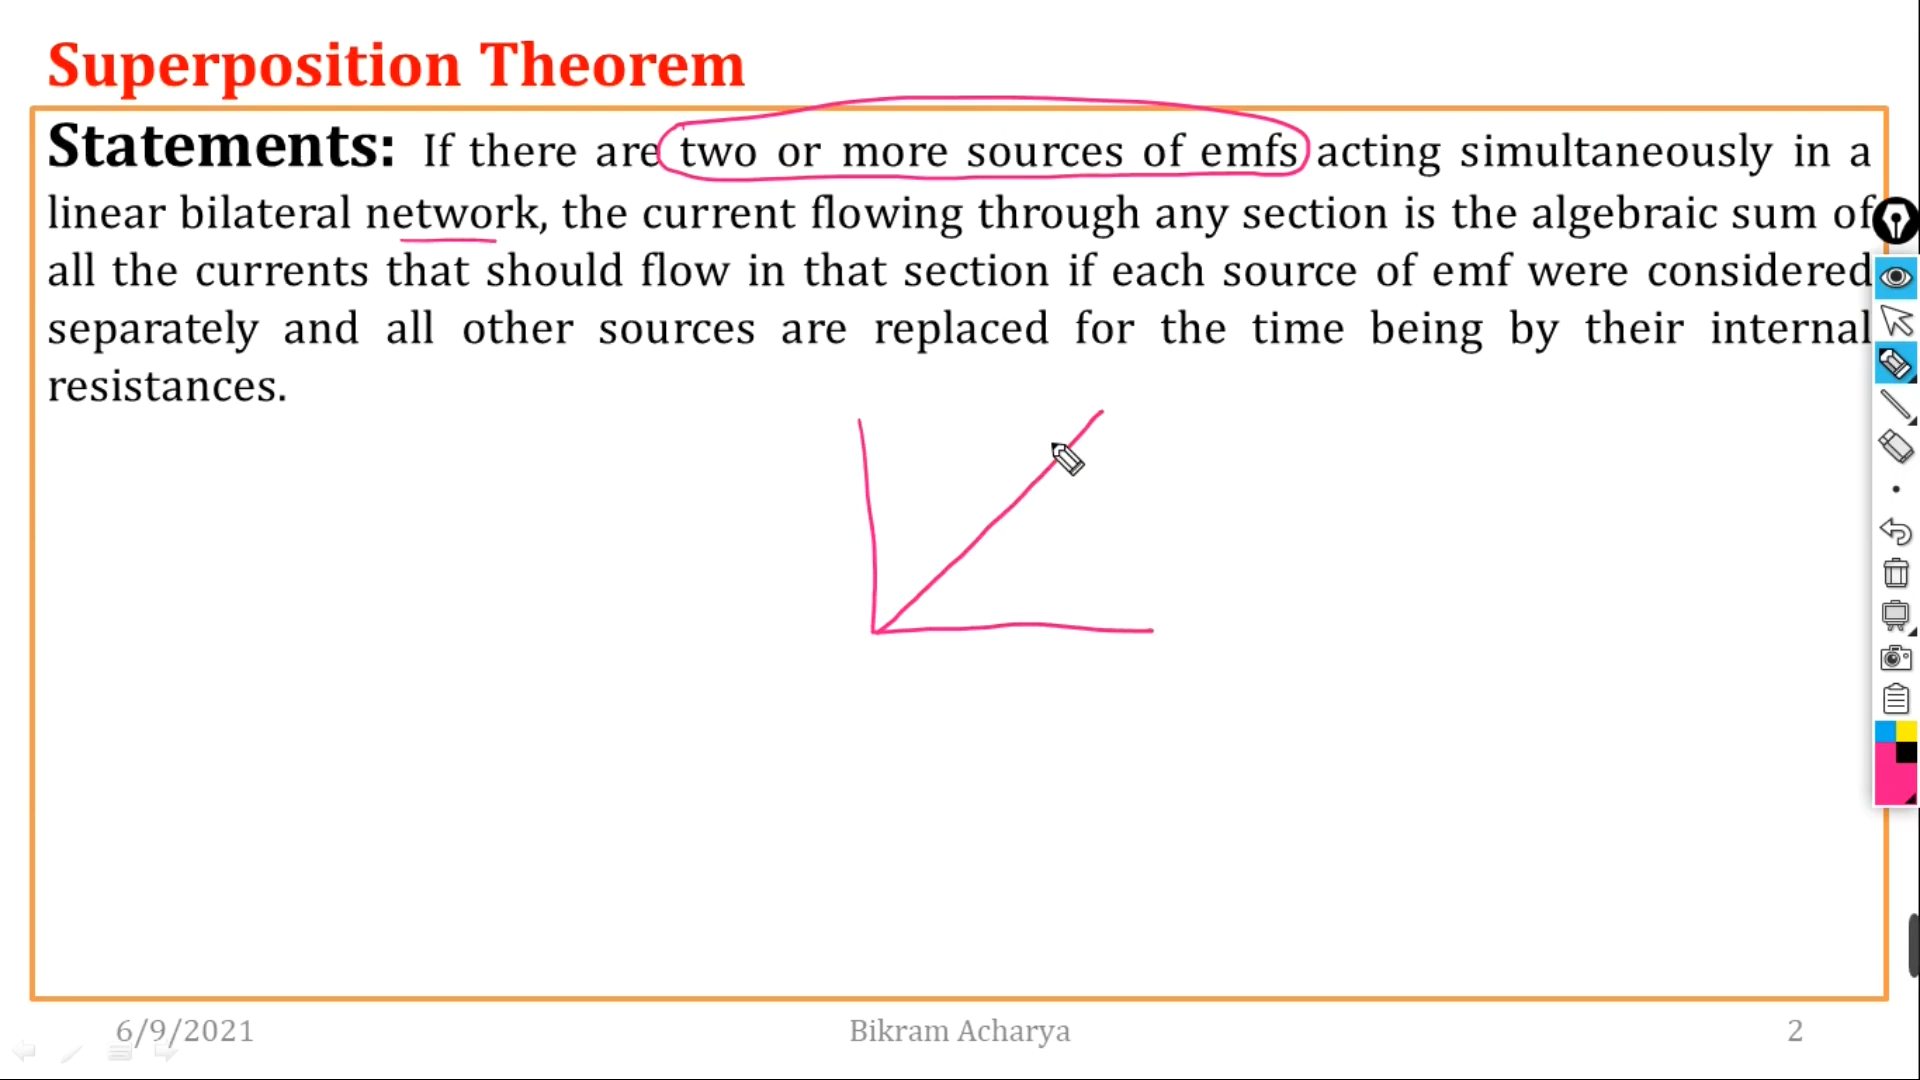 Superposition Theorem
Statements: If there are two or more sources of emfs acting simultaneously in a
linear bilateral network, the current flowing through any section is the algebraic sum of
all the currents that should flow in that section if each source of emf were considered
separately and all other sources are replaced for the time being by their internal
resistances.
6/9/2021
Bikram Acharya
2